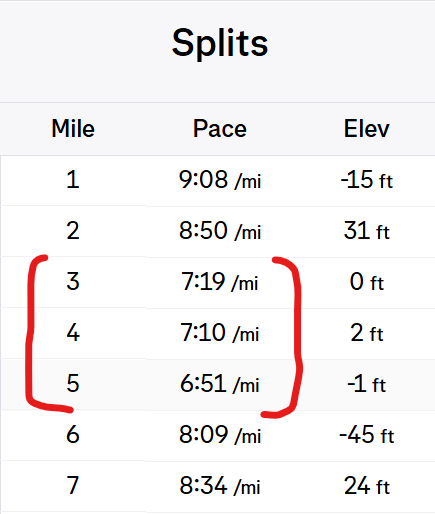 Splits
Mile Pace Elev
1 9:08 /mi -15 ft
2 8:50 /mi 31 ft
3 7:19 /mi 0 ft
4 7:10 /mi 2 ft
5 6:51 /mi -1 ft
6 8:09 /mi -45 ft
7 8:34 /mi 24 ft